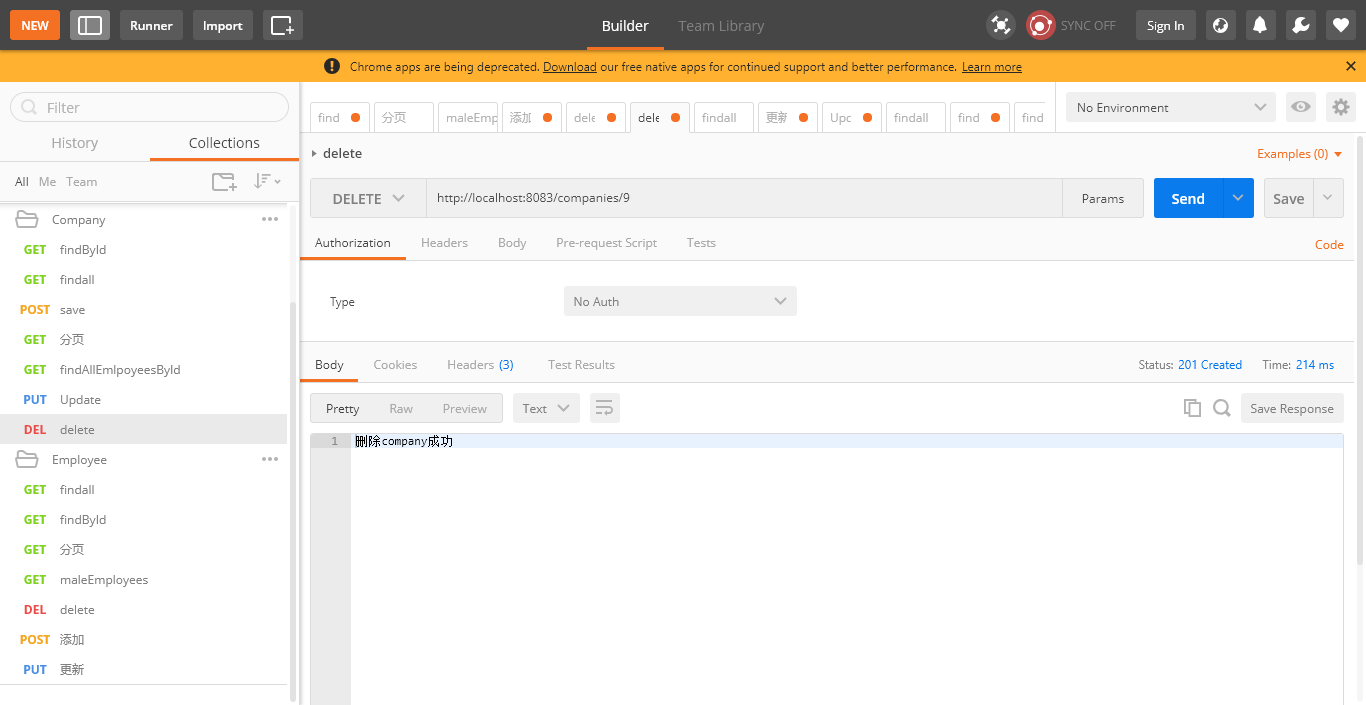 NEW Runner Import Builder Team Library SYNC OFF Sign In
Chrome apps are being deprecated. Download our free native apps for continued support and better performance. Learn more
Filter
History Collections
All Me Team
Company
GET findById
GET findall
POST save
GET 分页
GET findAllEmlpoyeesById
PUT Update
DEL delete
Employee
GET findall
GET findById
GET 分页
GET maleEmployees
DEL delete
POST 添加
PUT 更新
find 分页 maleEmp 添加 dele dele findall 更新 Upc findall find find
No Environment
delete
Examples (0)
DELETE http://localhost:8083/companies/9 Params Send Save
Authorization Headers Body Pre-request Script Tests Code
Type No Auth
Body Cookies Headers (3) Test Results Status: 201 Created Time: 214 ms
Pretty Raw Preview Text Save Response
1 删除company成功